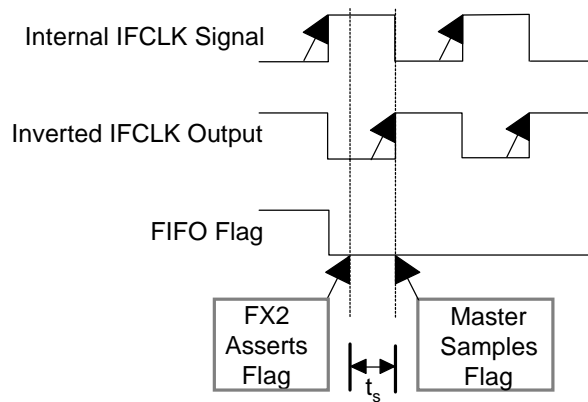 Internal IFCLK Signal
Inverted IFCLK Output
FIFO Flag
FX2
Asserts
Flag
Master
Samples
Flag
ts